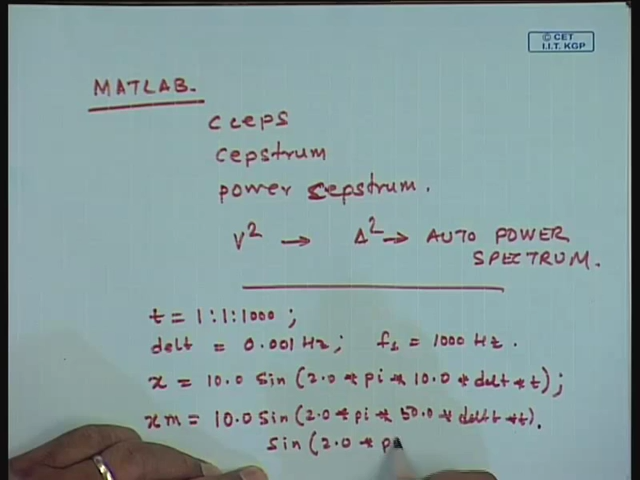 © CET
I.I.T. KGP
MATLAB.
cceps
cepstrum
power cepstrum.
V² → Δ² → AUTO POWER
SPECTRUM.
t = 1:1:1000 ;
delt = 0.001 Hz ; fs = 1000 Hz .
x = 10.0 sin (2.0 * pi * 10.0 * delt * t) ;
xm = 10.0 sin (2.0 * pi * 50.0 * delt * t).
sin (2.0 * p